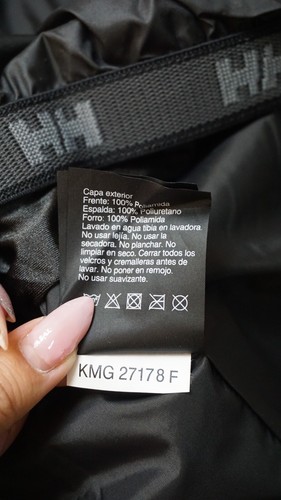 HH
HH
Capa exterior
Frente: 100% Poliamida
Espalda: 100% Poliuretano
Forro: 100% Poliamida
Lavado en agua tibia en lavadora.
No usar lejía. No usar la
secadora. No planchar. No
limpiar en seco. Cerrar todos los
velcros y cremalleras antes de
lavar. No poner en remojo.
No usar suavizante.
KMG 27178 F